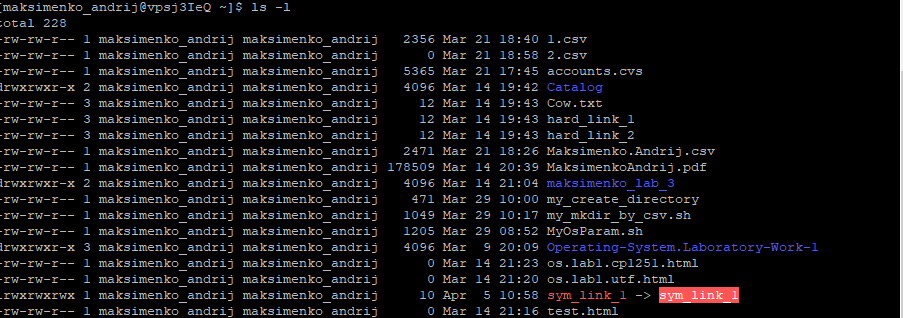 [maksimenko_andrij@vpsj3IeQ ~]$ ls -l
total 228
-rw-rw-r-- 1 maksimenko_andrij maksimenko_andrij 2356 Mar 21 18:40 1.csv
-rw-rw-r-- 1 maksimenko_andrij maksimenko_andrij 0 Mar 21 18:58 2.csv
-rw-rw-r-- 1 maksimenko_andrij maksimenko_andrij 5365 Mar 21 17:45 accounts.cvs
drwxrwxr-x 2 maksimenko_andrij maksimenko_andrij 4096 Mar 14 19:42 Catalog
-rw-rw-r-- 3 maksimenko_andrij maksimenko_andrij 12 Mar 14 19:43 Cow.txt
-rw-rw-r-- 3 maksimenko_andrij maksimenko_andrij 12 Mar 14 19:43 hard_link_1
-rw-rw-r-- 3 maksimenko_andrij maksimenko_andrij 12 Mar 14 19:43 hard_link_2
-rw-rw-r-- 1 maksimenko_andrij maksimenko_andrij 2471 Mar 21 18:26 Maksimenko.Andrij.csv
-rw-rw-r-- 1 maksimenko_andrij maksimenko_andrij 178509 Mar 14 20:39 MaksimenkoAndrij.pdf
drwxrwxr-x 2 maksimenko_andrij maksimenko_andrij 4096 Mar 14 21:04 maksimenko_lab_3
-rw-rw-r-- 1 maksimenko_andrij maksimenko_andrij 471 Mar 29 10:00 my_create_directory
-rw-rw-r-- 1 maksimenko_andrij maksimenko_andrij 1049 Mar 29 10:17 my_mkdir_by_csv.sh
-rw-rw-r-- 1 maksimenko_andrij maksimenko_andrij 1205 Mar 29 08:52 MyOsParam.sh
drwxrwxr-x 3 maksimenko_andrij maksimenko_andrij 4096 Mar 9 20:09 Operating-System.Laboratory-Work-1
-rw-rw-r-- 1 maksimenko_andrij maksimenko_andrij 0 Mar 14 21:23 os.lab1.cp1251.html
-rw-rw-r-- 1 maksimenko_andrij maksimenko_andrij 0 Mar 14 21:20 os.lab1.utf.html
lrwxrwxrwx 1 maksimenko_andrij maksimenko_andrij 10 Apr 5 10:58 sym_link_1 -> sym_link_1
-rw-rw-r-- 1 maksimenko_andrij maksimenko_andrij 0 Mar 14 21:16 test.html